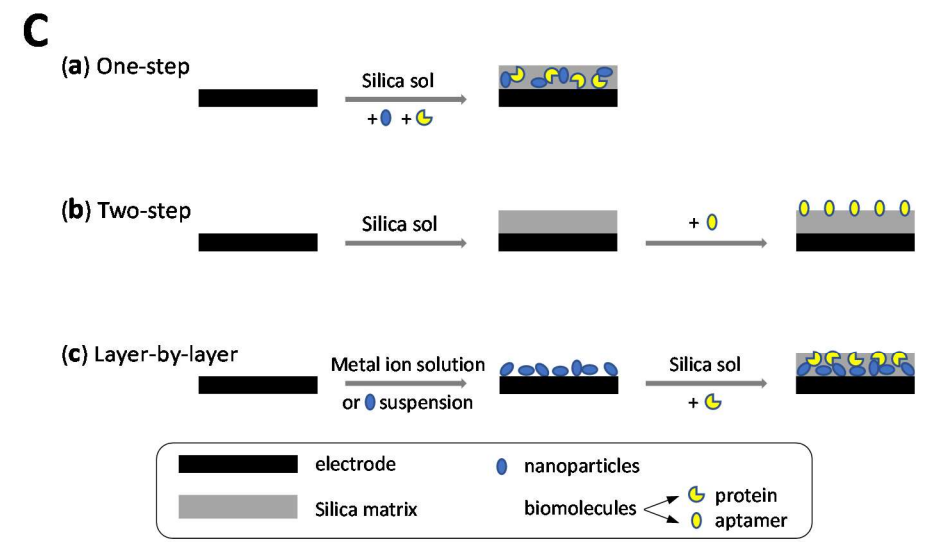 C
(a) One-step
Silica sol
+ +
(b) Two-step
Silica sol
+
(c) Layer-by-layer
Metal ion solution
or suspension
Silica sol
+
electrode
Silica matrix
nanoparticles
biomolecules
protein
aptamer